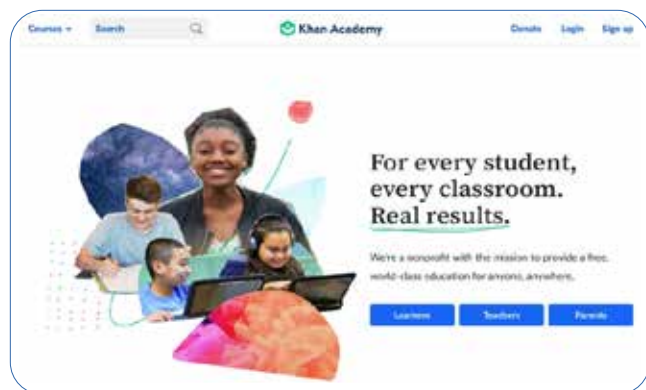 Courses
Search
Khan Academy
Donate
Login
Sign up
For every student,
every classroom.
Real results.
We're a nonprofit with the mission to provide a free,
world-class education for anyone, anywhere.
Learners
Teachers
Parents